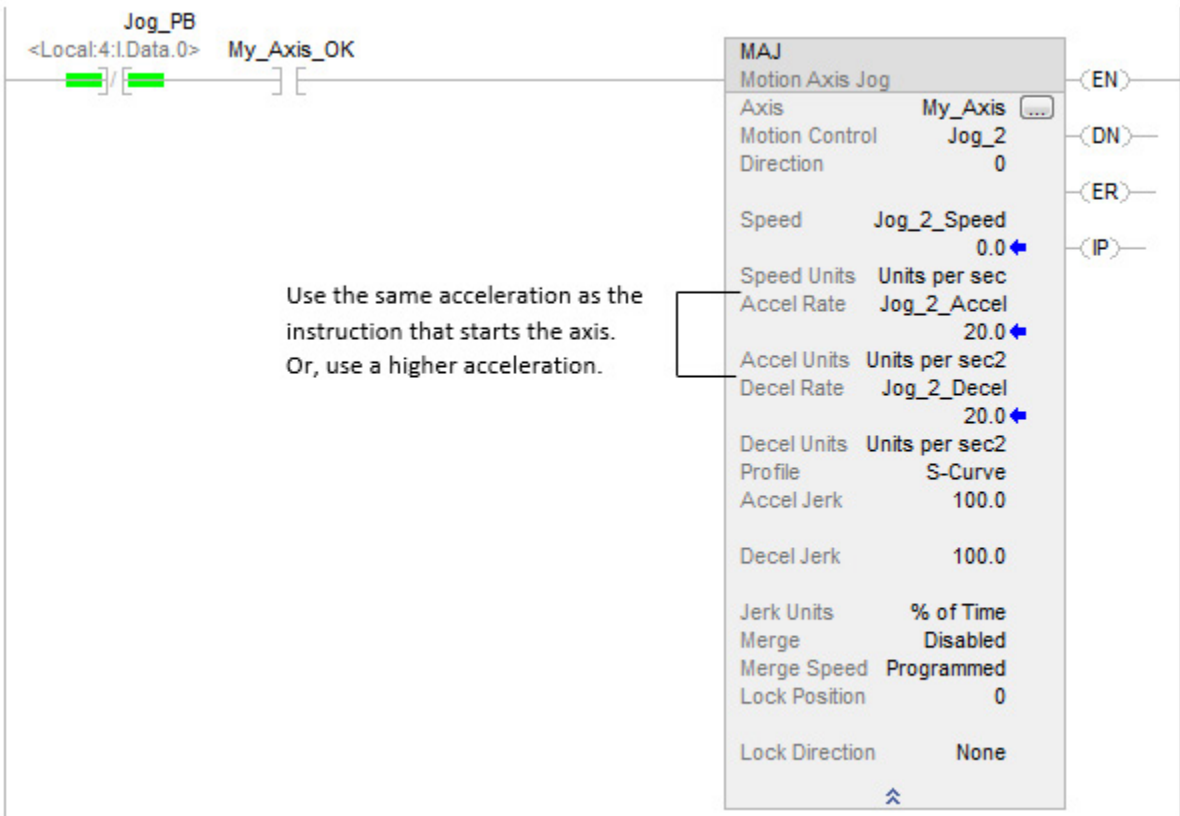 Jog_PB
<Local:4:I.Data.0> My_Axis_OK
MAJ
Motion Axis Jog
Axis My_Axis ...
Motion Control Jog_2
Direction 0
Speed Jog_2_Speed
0.0
Speed Units Units per sec
Accel Rate Jog_2_Accel
20.0
Accel Units Units per sec2
Decel Rate Jog_2_Decel
20.0
Decel Units Units per sec2
Profile S-Curve
Accel Jerk 100.0
Decel Jerk 100.0
Jerk Units % of Time
Merge Disabled
Merge Speed Programmed
Lock Position 0
Lock Direction None
EN
DN
ER
IP
Use the same acceleration as the
instruction that starts the axis.
Or, use a higher acceleration.